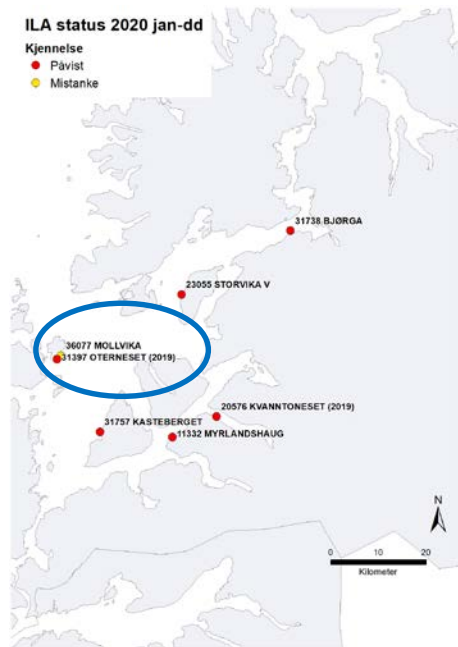 ILA status 2020 jan-dd
Kjennelse
Påvist
Mistanke
31738 BJØRGA
23055 STORVIKA V
36077 MOLLVIKA
31397 OTERNESET (2019)
20576 KVANNTONESET (2019)
31757 KASTEBERGET
11332 MYRLANDSHAUG
N
0 10 20
Kilometer